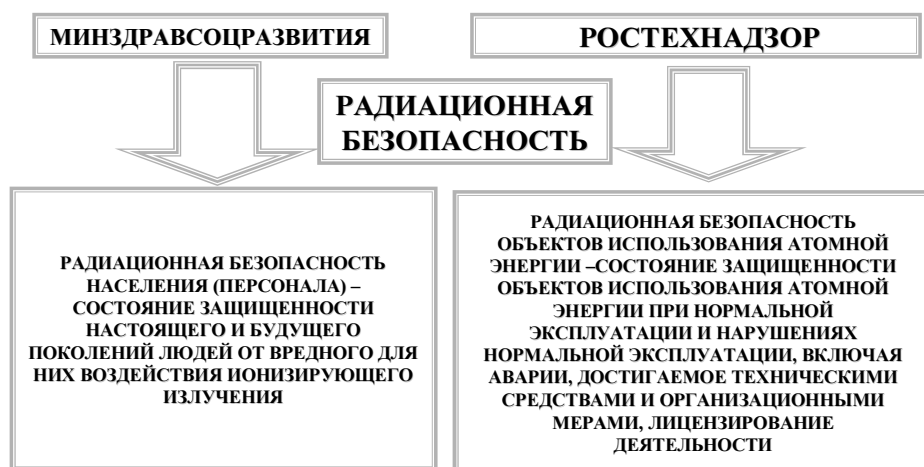 МИНЗДРАВСОЦРАЗВИТИЯ
РОСТЕХНАДЗОР
РАДИАЦИОННАЯ
БЕЗОПАСНОСТЬ
РАДИАЦИОННАЯ БЕЗОПАСНОСТЬ
НАСЕЛЕНИЯ (ПЕРСОНАЛА) –
СОСТОЯНИЕ ЗАЩИЩЕННОСТИ
НАСТОЯЩЕГО И БУДУЩЕГО
ПОКОЛЕНИЙ ЛЮДЕЙ ОТ ВРЕДНОГО ДЛЯ
НИХ ВОЗДЕЙСТВИЯ ИОНИЗИРУЮЩЕГО
ИЗЛУЧЕНИЯ
РАДИАЦИОННАЯ БЕЗОПАСНОСТЬ
ОБЪЕКТОВ ИСПОЛЬЗОВАНИЯ АТОМНОЙ
ЭНЕРГИИ –СОСТОЯНИЕ ЗАЩИЩЕННОСТИ
ОБЪЕКТОВ ИСПОЛЬЗОВАНИЯ АТОМНОЙ
ЭНЕРГИИ ПРИ НОРМАЛЬНОЙ
ЭКСПЛУАТАЦИИ И НАРУШЕНИЯХ
НОРМАЛЬНОЙ ЭКСПЛУАТАЦИИ, ВКЛЮЧАЯ
АВАРИИ, ДОСТИГАЕМОЕ ТЕХНИЧЕСКИМИ
СРЕДСТВАМИ И ОРГАНИЗАЦИОННЫМИ
МЕРАМИ, ЛИЦЕНЗИРОВАНИЕ
ДЕЯТЕЛЬНОСТИ